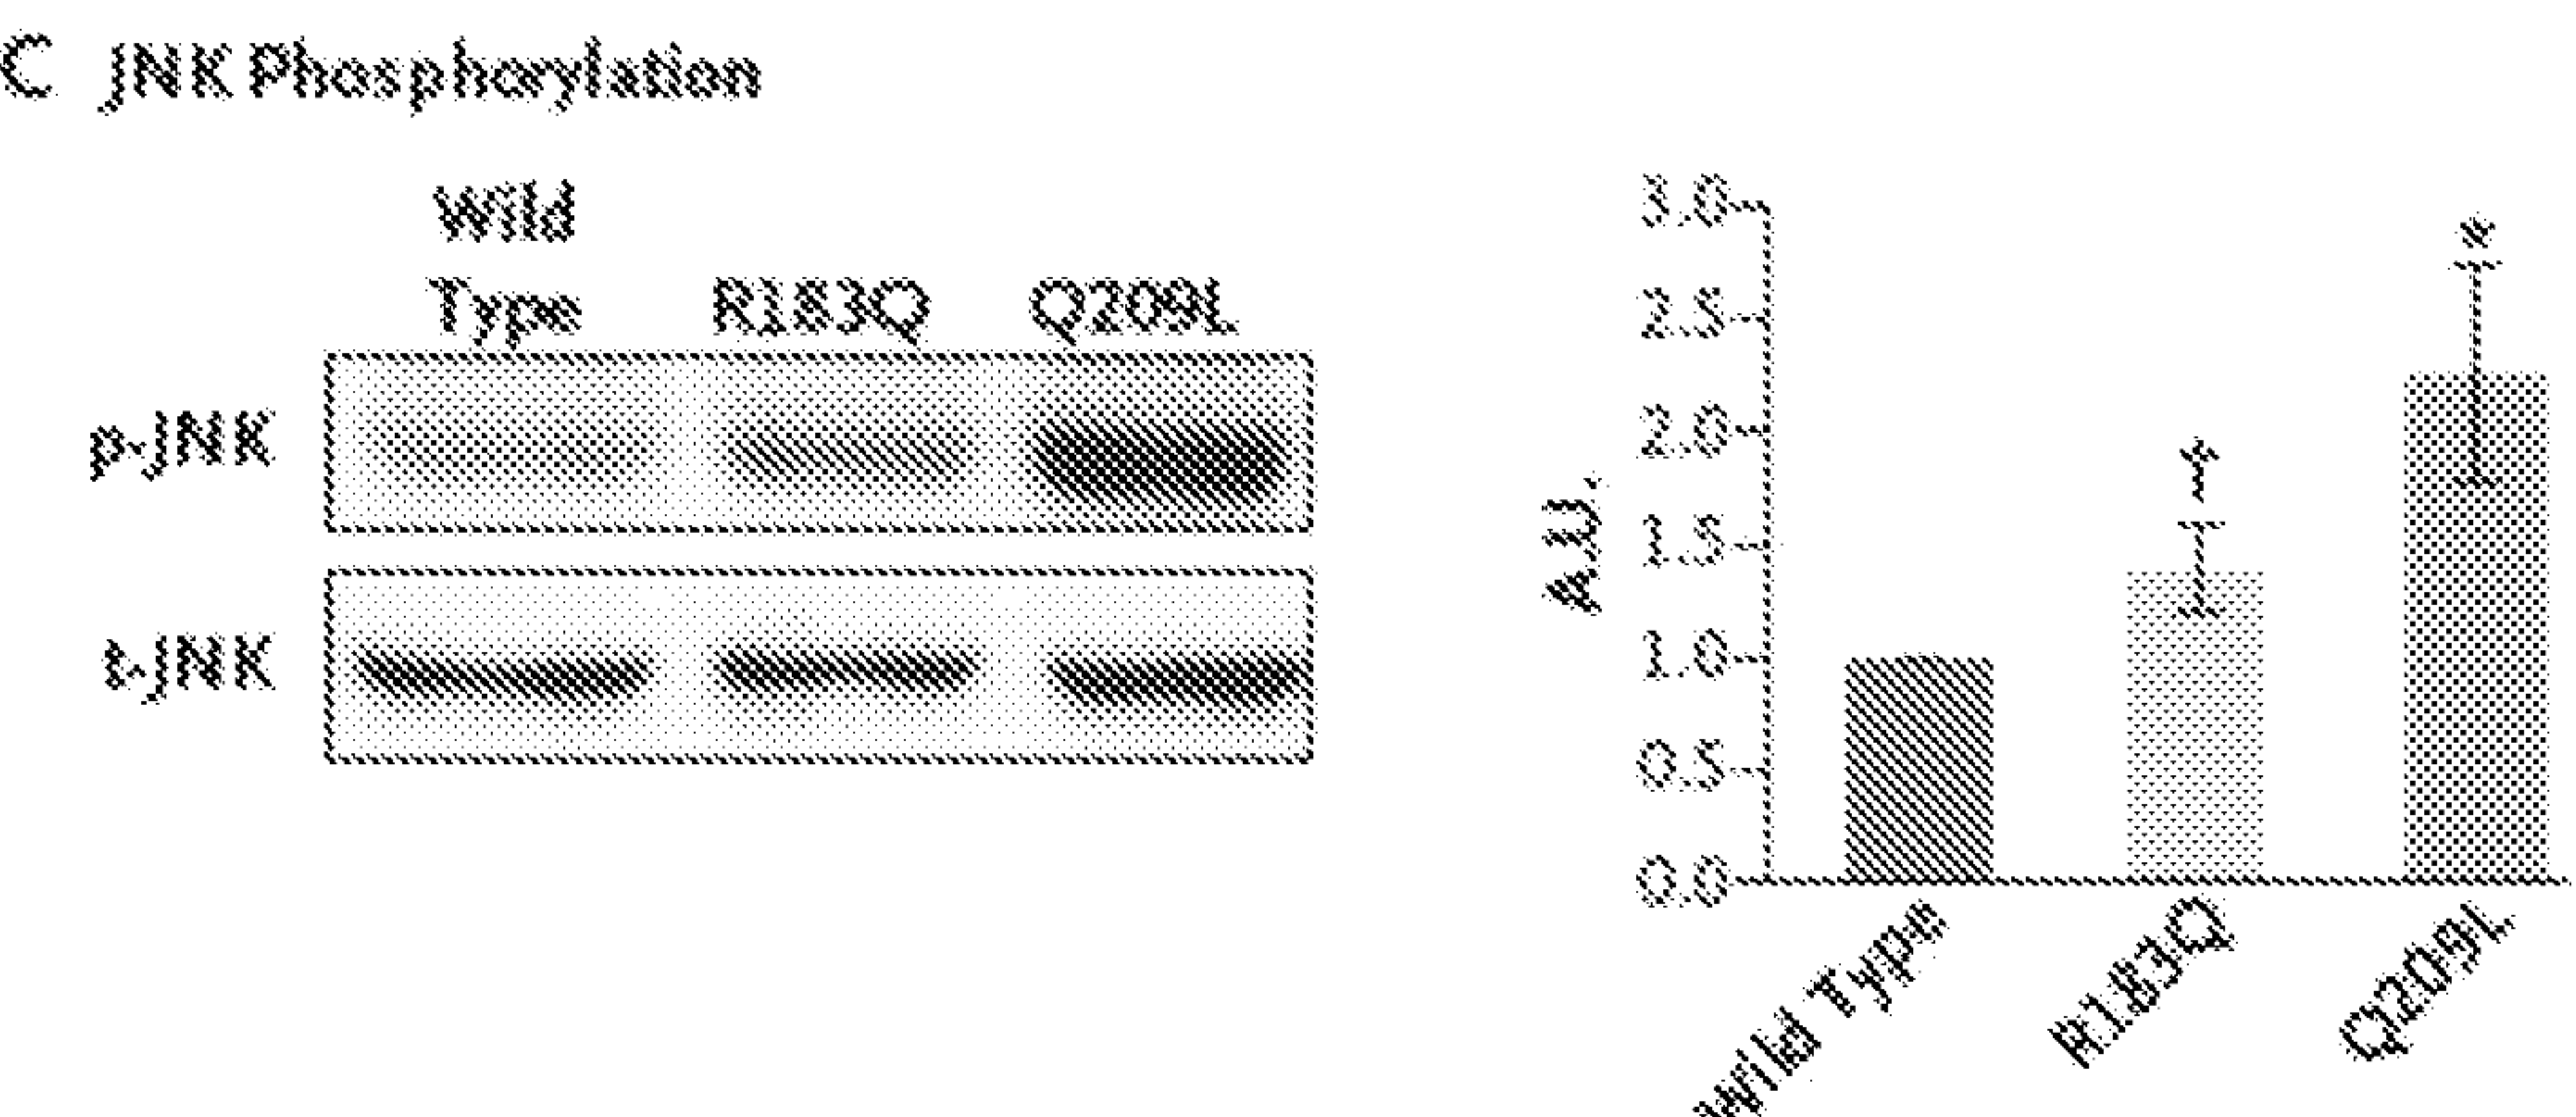 C JNK Phosphorylation
Wild
Type R183Q Q209L
p-JNK
t-JNK
A.U.
3.0
2.5
2.0
1.5
1.0
0.5
0.0
†
*
Wild Type
R183Q
Q209L